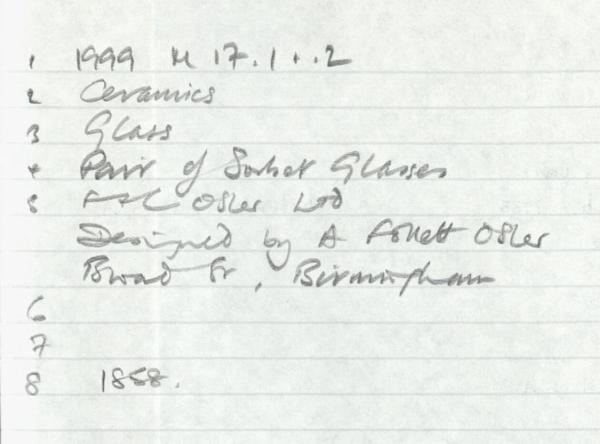 1 1999 M 17.1 + .2
2 Ceramics
3 Glass
4 Pair of Sorbet Glasses
5 F & C Osler Ltd
Designed by A Follett Osler
Broad St, Birmingham
6
7
8 1858.